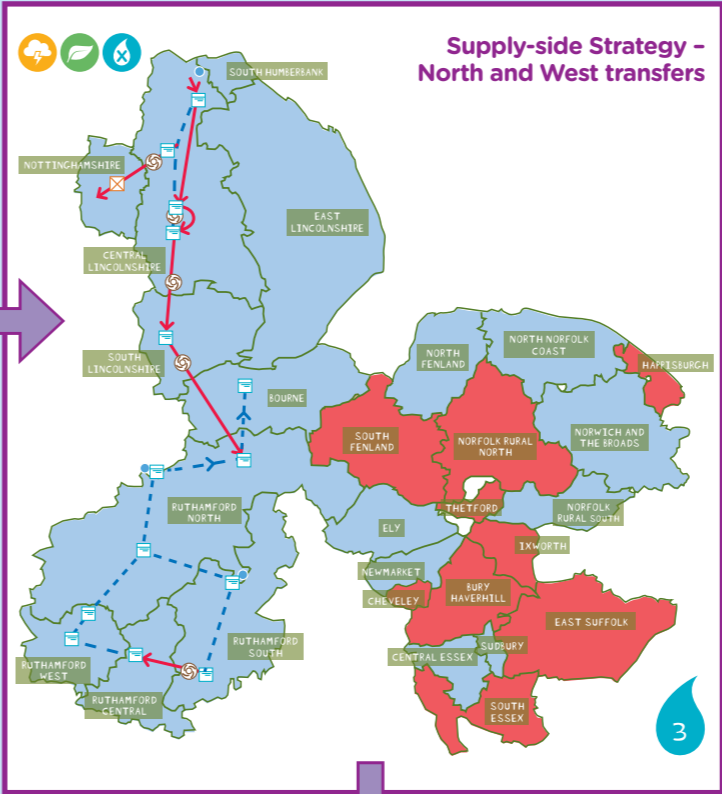 Supply-side Strategy –
North and West transfers
X
SOUTH HUMBERBANK
NOTTINGHAMSHIRE
EAST
LINCOLNSHIRE
CENTRAL
LINCOLNSHIRE
SOUTH
LINCOLNSHIRE
BOURNE
NORTH
FENLAND
NORTH NORFOLK
COAST
HAPPISBURGH
SOUTH
FENLAND
NORFOLK RURAL
NORTH
NORWICH AND
THE BROADS
RUTHAMFORD
NORTH
THETFORD
NORFOLK
RURAL SOUTH
ELY
IXWORTH
NEWMARKET
CHEVELEY
BURY
HAVERHILL
EAST SUFFOLK
RUTHAMFORD
SOUTH
SUDBURY
CENTRAL ESSEX
RUTHAMFORD
WEST
RUTHAMFORD
CENTRAL
SOUTH
ESSEX
3